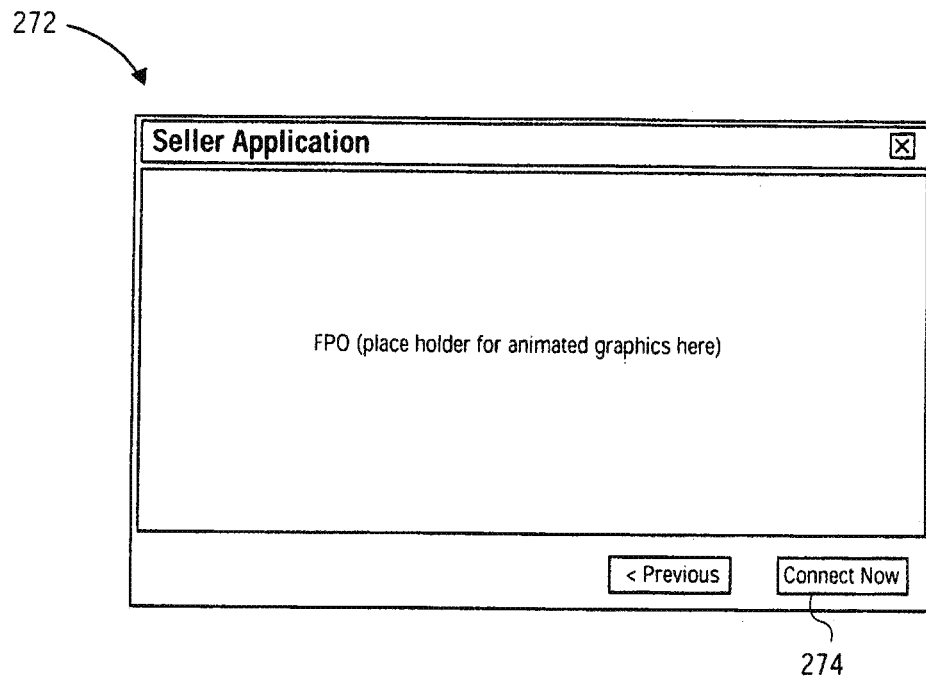 272
Seller Application
FPO (place holder for animated graphics here)
< Previous
Connect Now
274